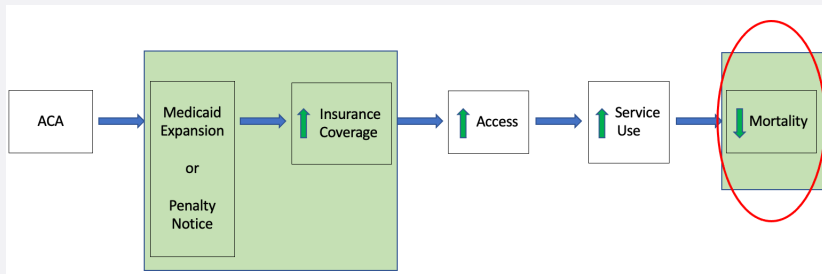 ACA
Medicaid
Expansion
or
Penalty
Notice
Insurance
Coverage
Access
Service
Use
Mortality